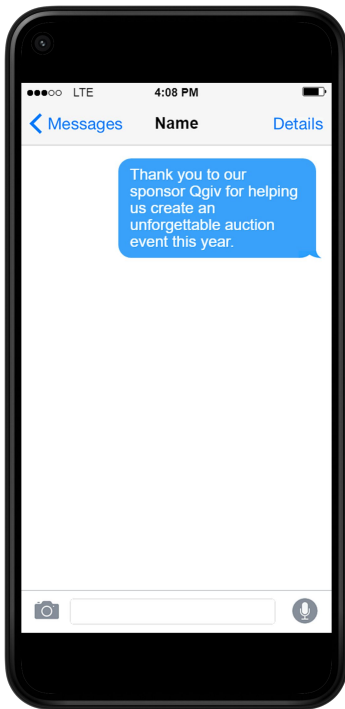 LTE 4:08 PM
Messages Name Details
Thank you to our
sponsor Qgiv for helping
us create an
unforgettable auction
event this year.